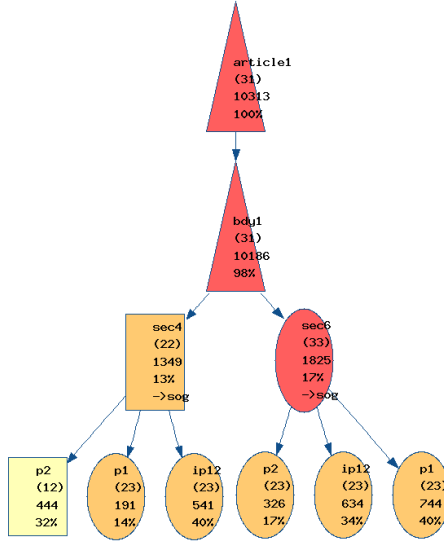 article1
(31)
10313
100%
bdy1
(31)
10186
98%
sec4
(22)
1349
13%
->sog
sec6
(33)
1825
17%
->sog
p2
(12)
444
32%
p1
(23)
191
14%
ip12
(23)
541
40%
p2
(23)
326
17%
ip12
(23)
634
34%
p1
(23)
744
40%